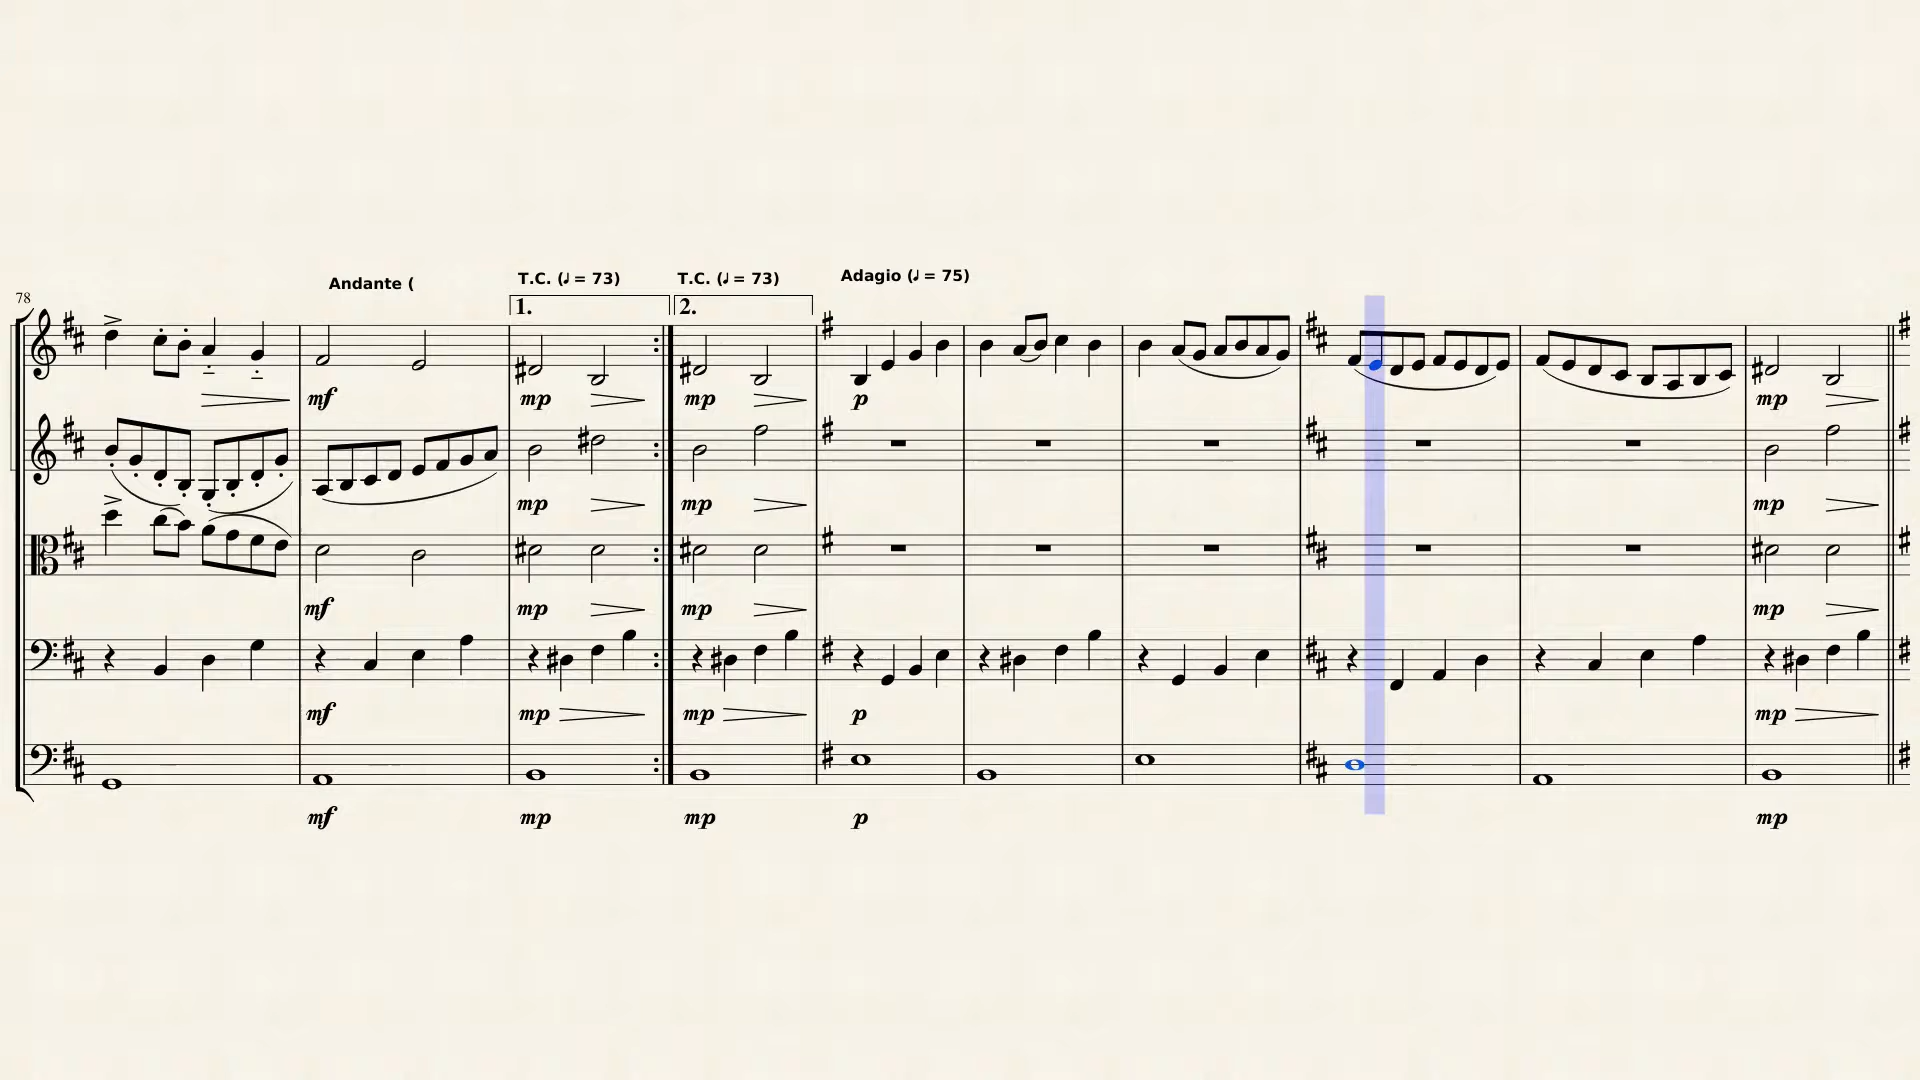 Andante (
T.C. (♩ = 73)
T.C. (♩ = 73)
Adagio (♩ = 75)
78
1.
2.
mf mp mp p mp
mp mp mp
mf mp mp mp
mf mp mp p mp
mf mp mp p mp